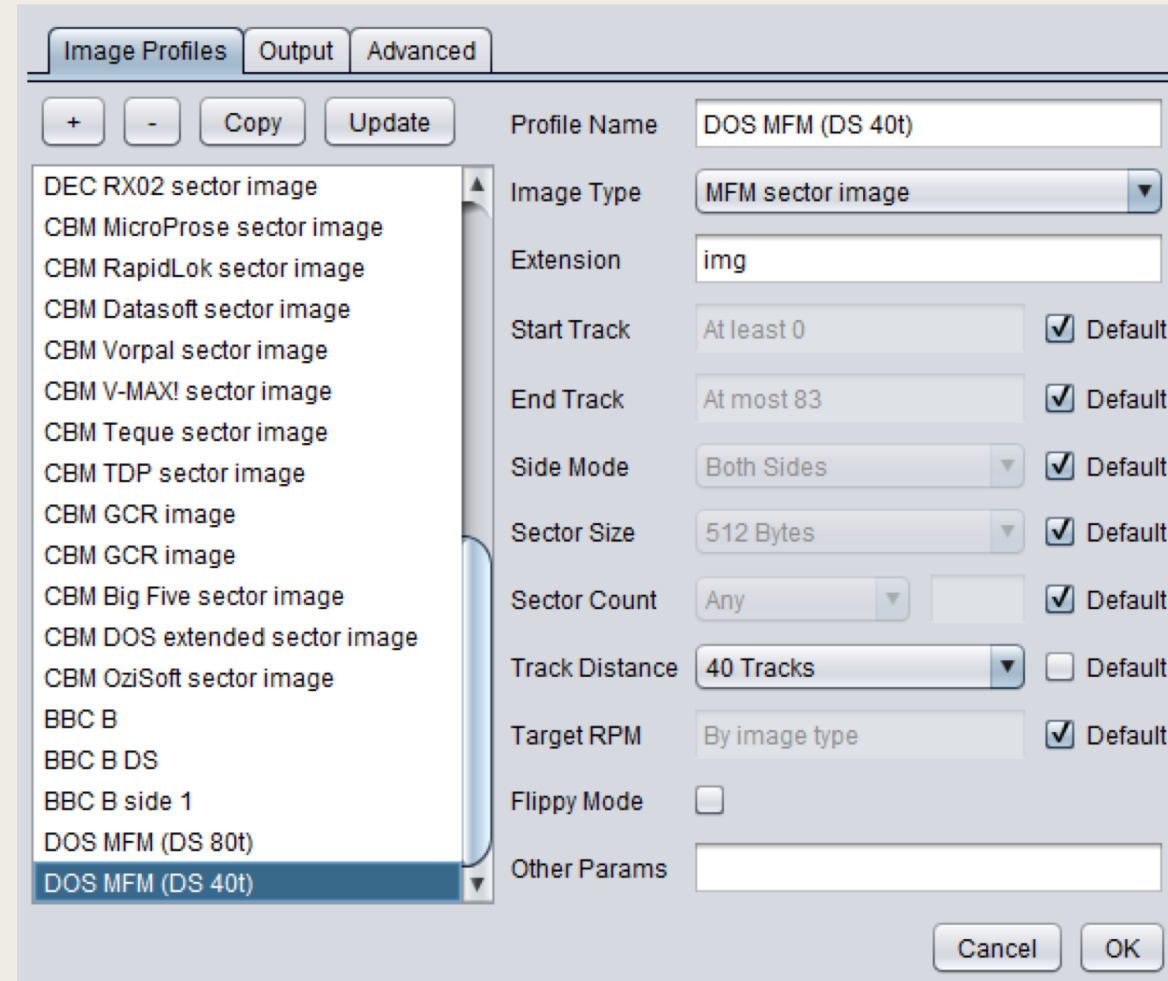 Image Profiles Output Advanced
+ - Copy Update
DEC RX02 sector image
CBM MicroProse sector image
CBM RapidLok sector image
CBM Datasoft sector image
CBM Vorpal sector image
CBM V-MAX! sector image
CBM Teque sector image
CBM TDP sector image
CBM GCR image
CBM GCR image
CBM Big Five sector image
CBM DOS extended sector image
CBM OziSoft sector image
BBC B
BBC B DS
BBC B side 1
DOS MFM (DS 80t)
DOS MFM (DS 40t)
Profile Name DOS MFM (DS 40t)
Image Type MFM sector image
Extension img
Start Track At least 0 Default
End Track At most 83 Default
Side Mode Both Sides Default
Sector Size 512 Bytes Default
Sector Count Any Default
Track Distance 40 Tracks Default
Target RPM By image type Default
Flippy Mode
Other Params
Cancel OK